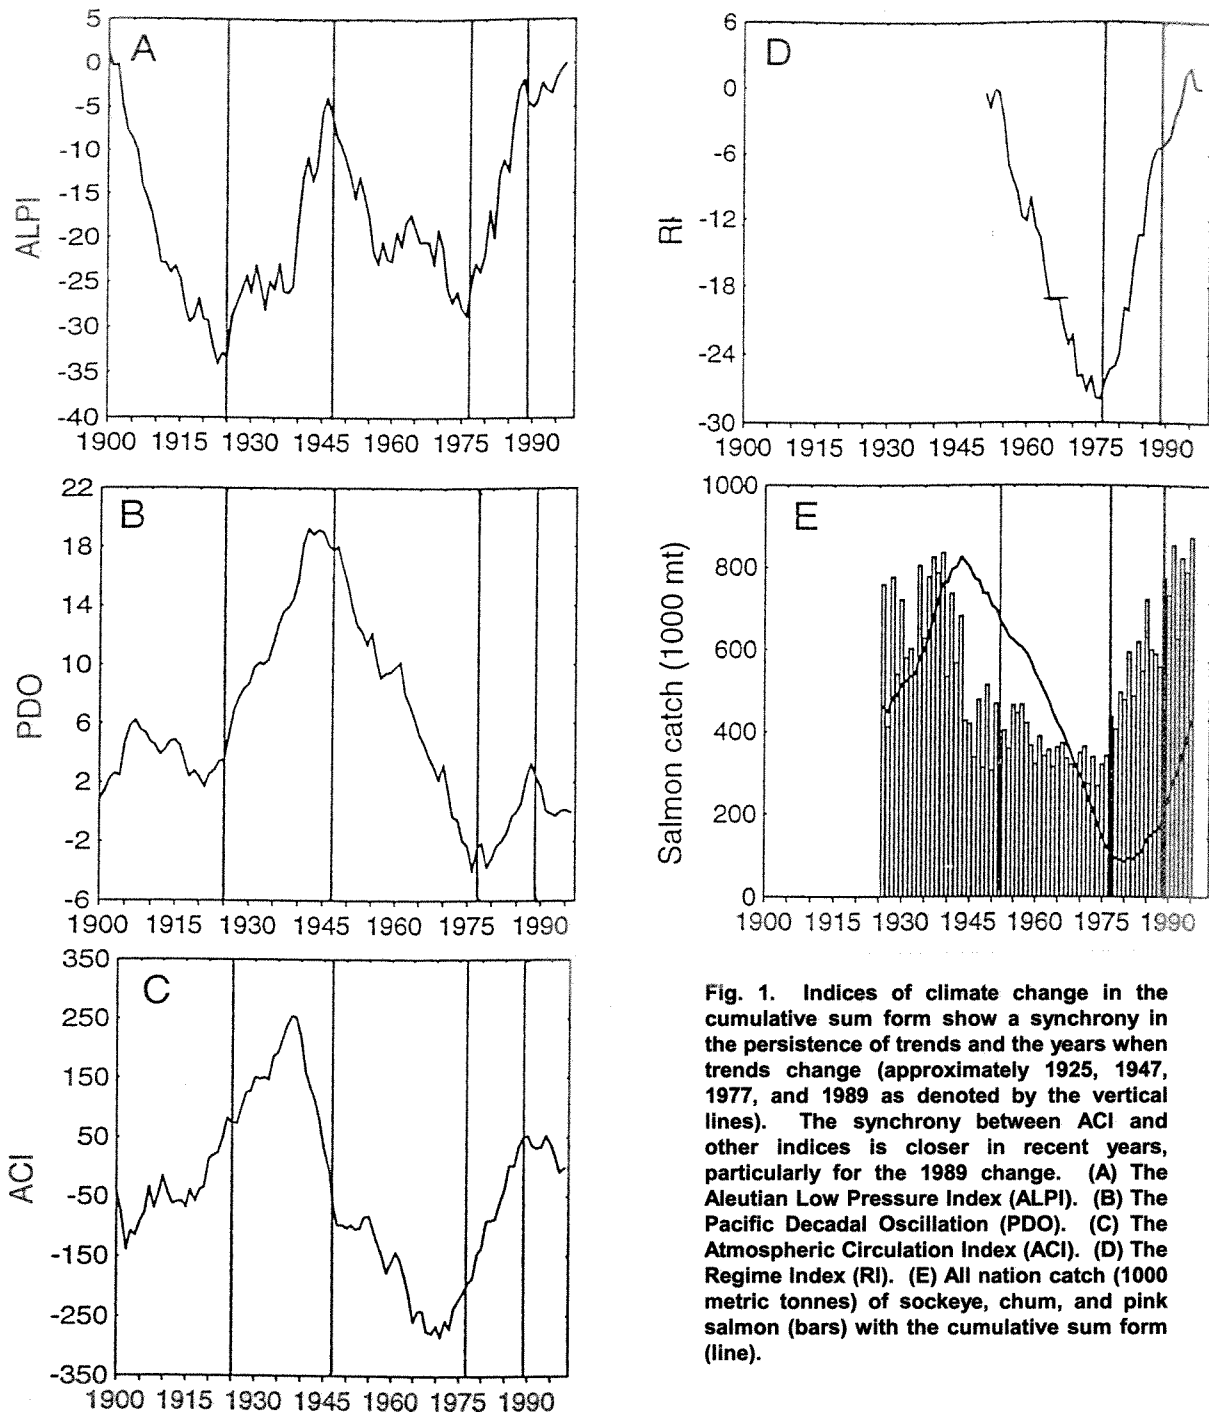 A
ALPI
5
0
-5
-10
-15
-20
-25
-30
-35
-40
1900 1915 1930 1945 1960 1975 1990
B
PDO
22
18
14
10
6
2
-2
-6
1900 1915 1930 1945 1960 1975 1990
C
ACI
350
250
150
50
-50
-150
-250
-350
1900 1915 1930 1945 1960 1975 1990
D
RI
6
0
-6
-12
-18
-24
-30
1900 1915 1930 1945 1960 1975 1990
E
Salmon catch (1000 mt)
1000
800
600
400
200
0
1900 1915 1930 1945 1960 1975 1990
Fig. 1. Indices of climate change in the
cumulative sum form show a synchrony in
the persistence of trends and the years when
trends change (approximately 1925, 1947,
1977, and 1989 as denoted by the vertical
lines). The synchrony between ACI and
other indices is closer in recent years,
particularly for the 1989 change. (A) The
Aleutian Low Pressure Index (ALPI). (B) The
Pacific Decadal Oscillation (PDO). (C) The
Atmospheric Circulation Index (ACI). (D) The
Regime Index (RI). (E) All nation catch (1000
metric tonnes) of sockeye, chum, and pink
salmon (bars) with the cumulative sum form
(line).